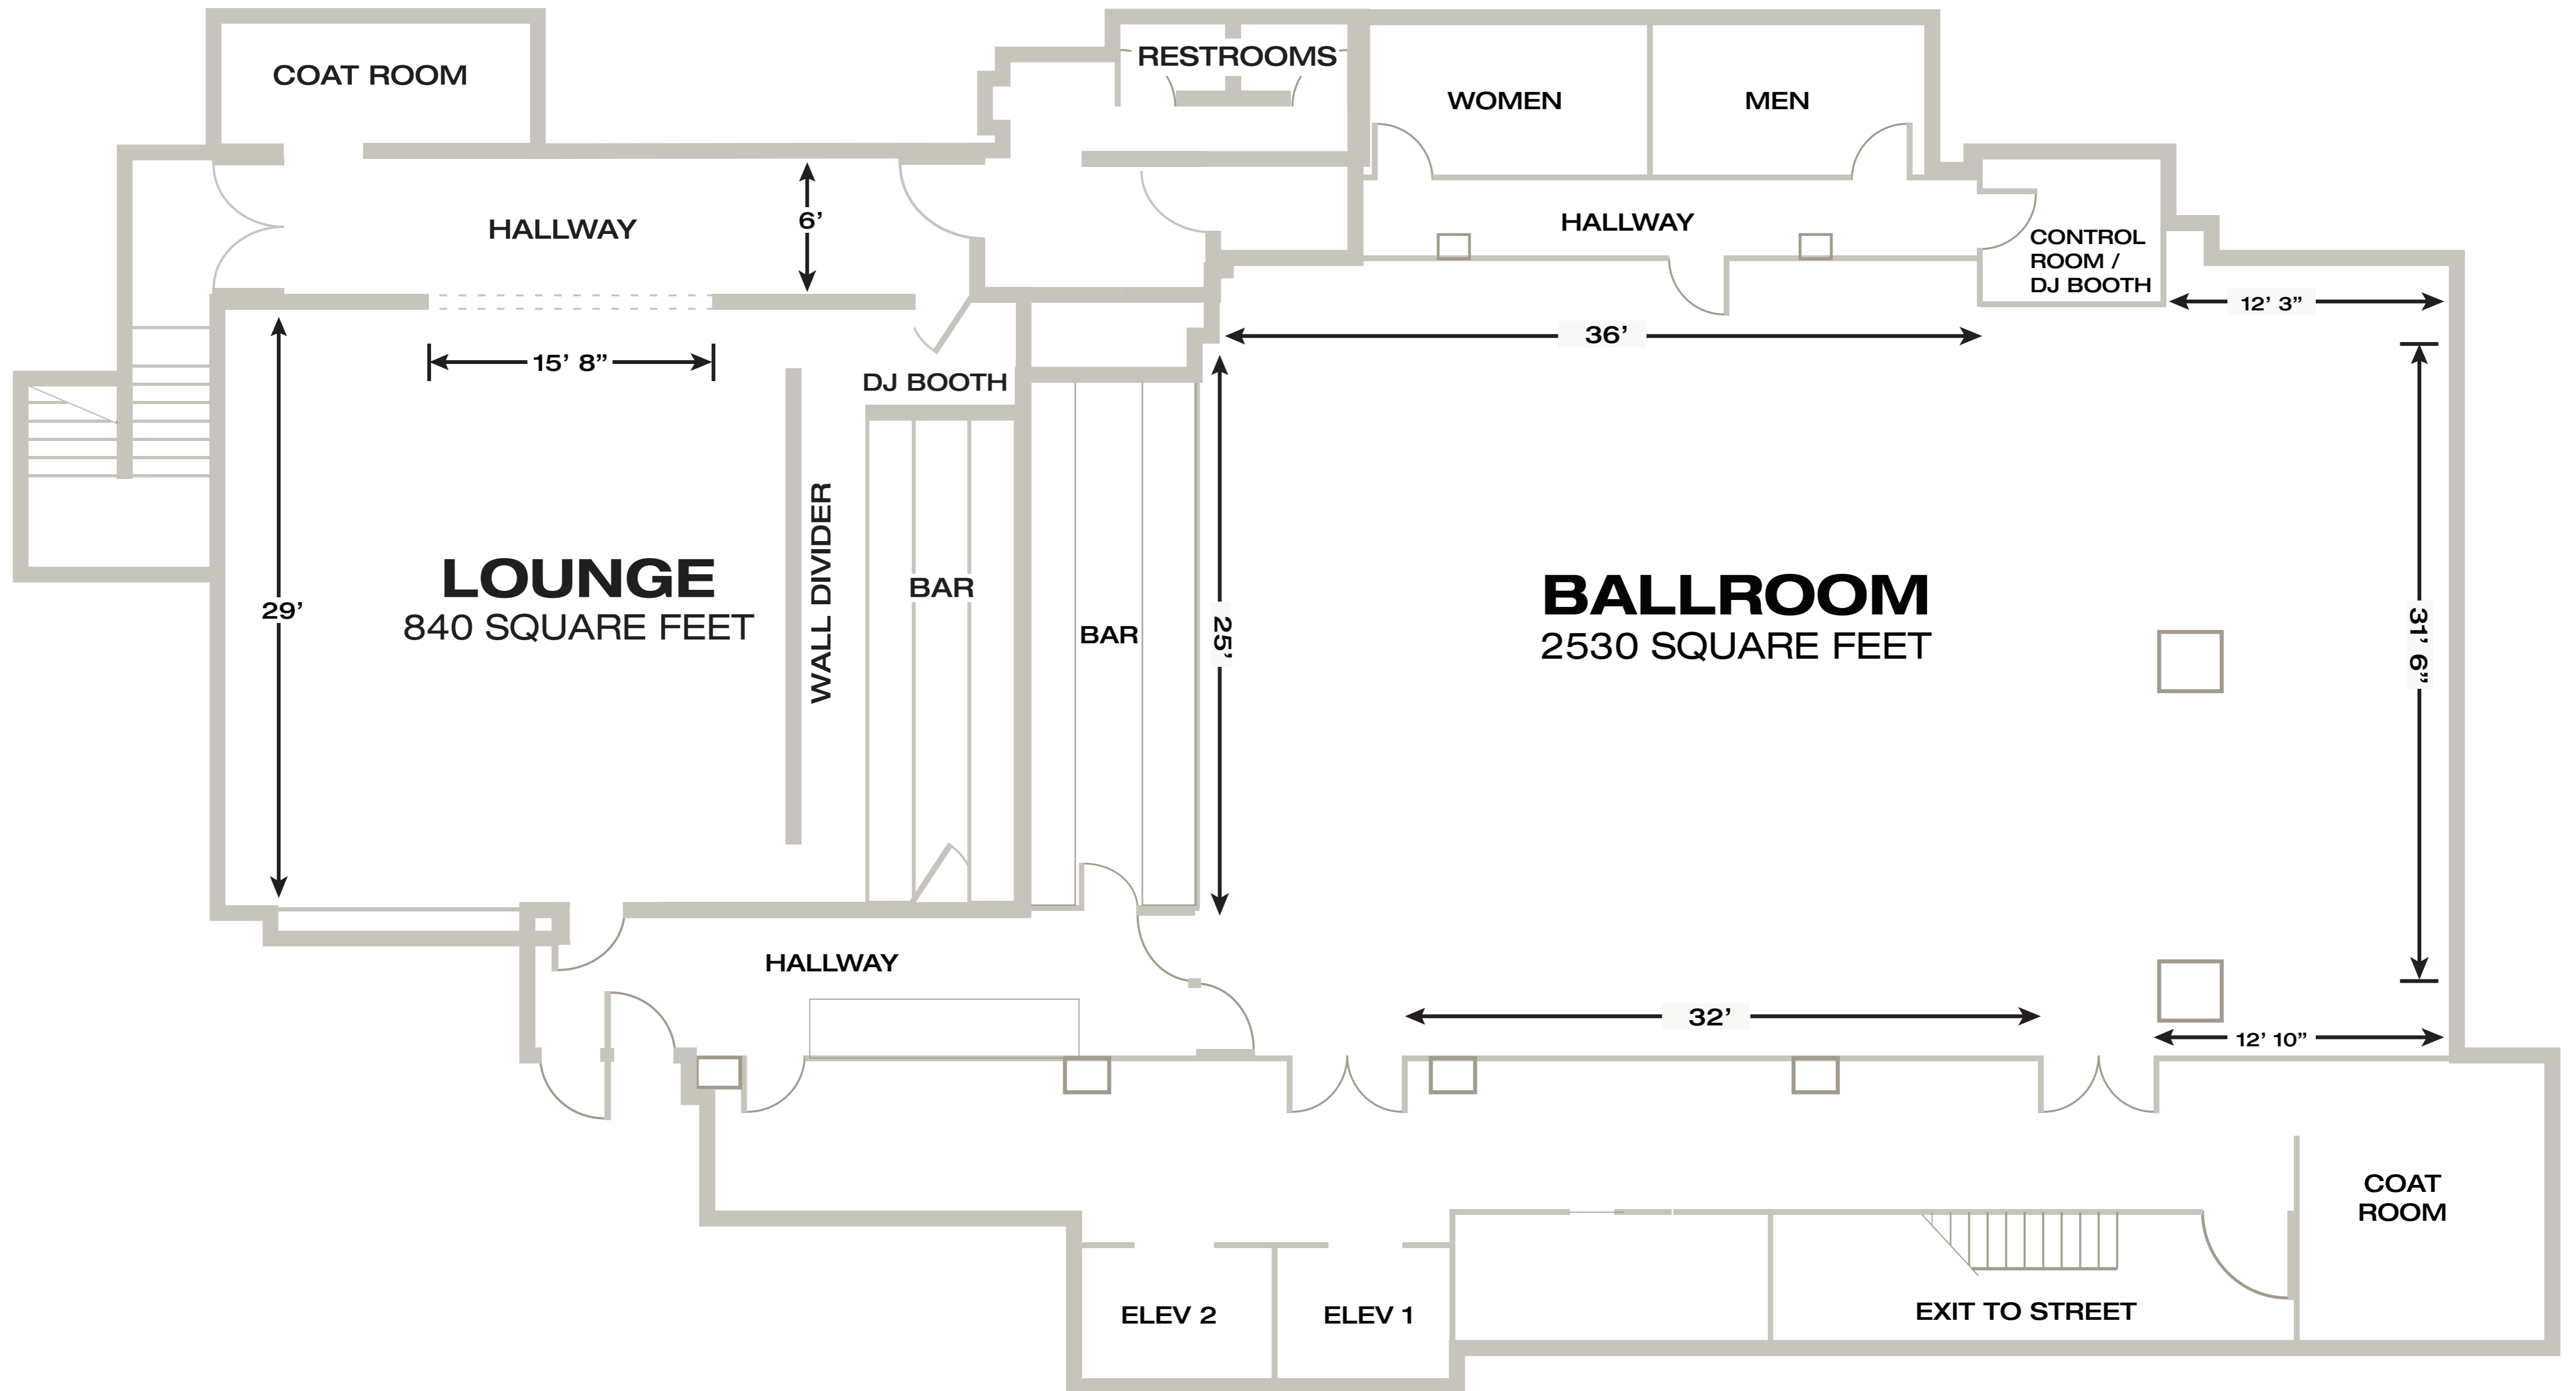 COAT ROOM
RESTROOMS
WOMEN
MEN
HALLWAY
6’
HALLWAY
CONTROL
ROOM /
DJ BOOTH
12’ 3”
36’
15’ 8”
DJ BOOTH
LOUNGE
840 SQUARE FEET
29’
WALL DIVIDER
BAR
BAR
25’
BALLROOM
2530 SQUARE FEET
31’ 6”
HALLWAY
32’
12’ 10”
COAT
ROOM
ELEV 2
ELEV 1
EXIT TO STREET